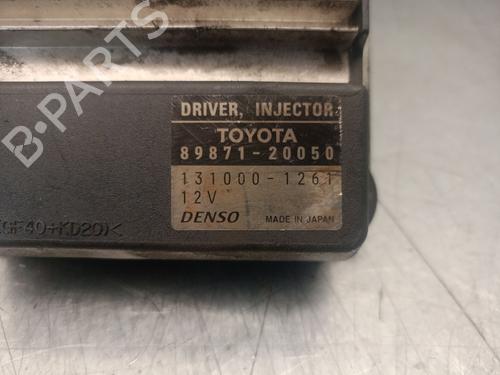 B-PARTS
DRIVER, INJECTOR
TOYOTA
89871-20050
131000-1261
12V
DENSO MADE IN JAPAN
GF40+KD20)<